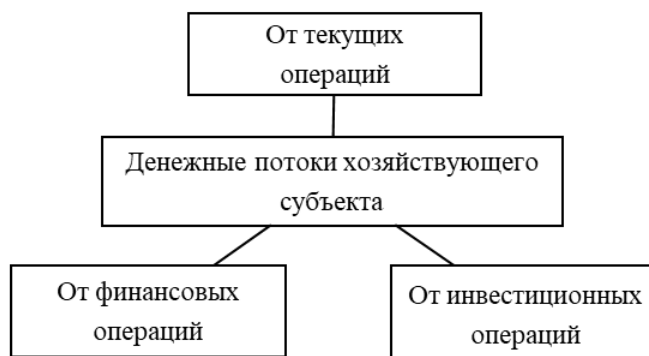 От текущих
операций
Денежные потоки хозяйствующего
субъекта
От финансовых
операций
От инвестиционных
операций